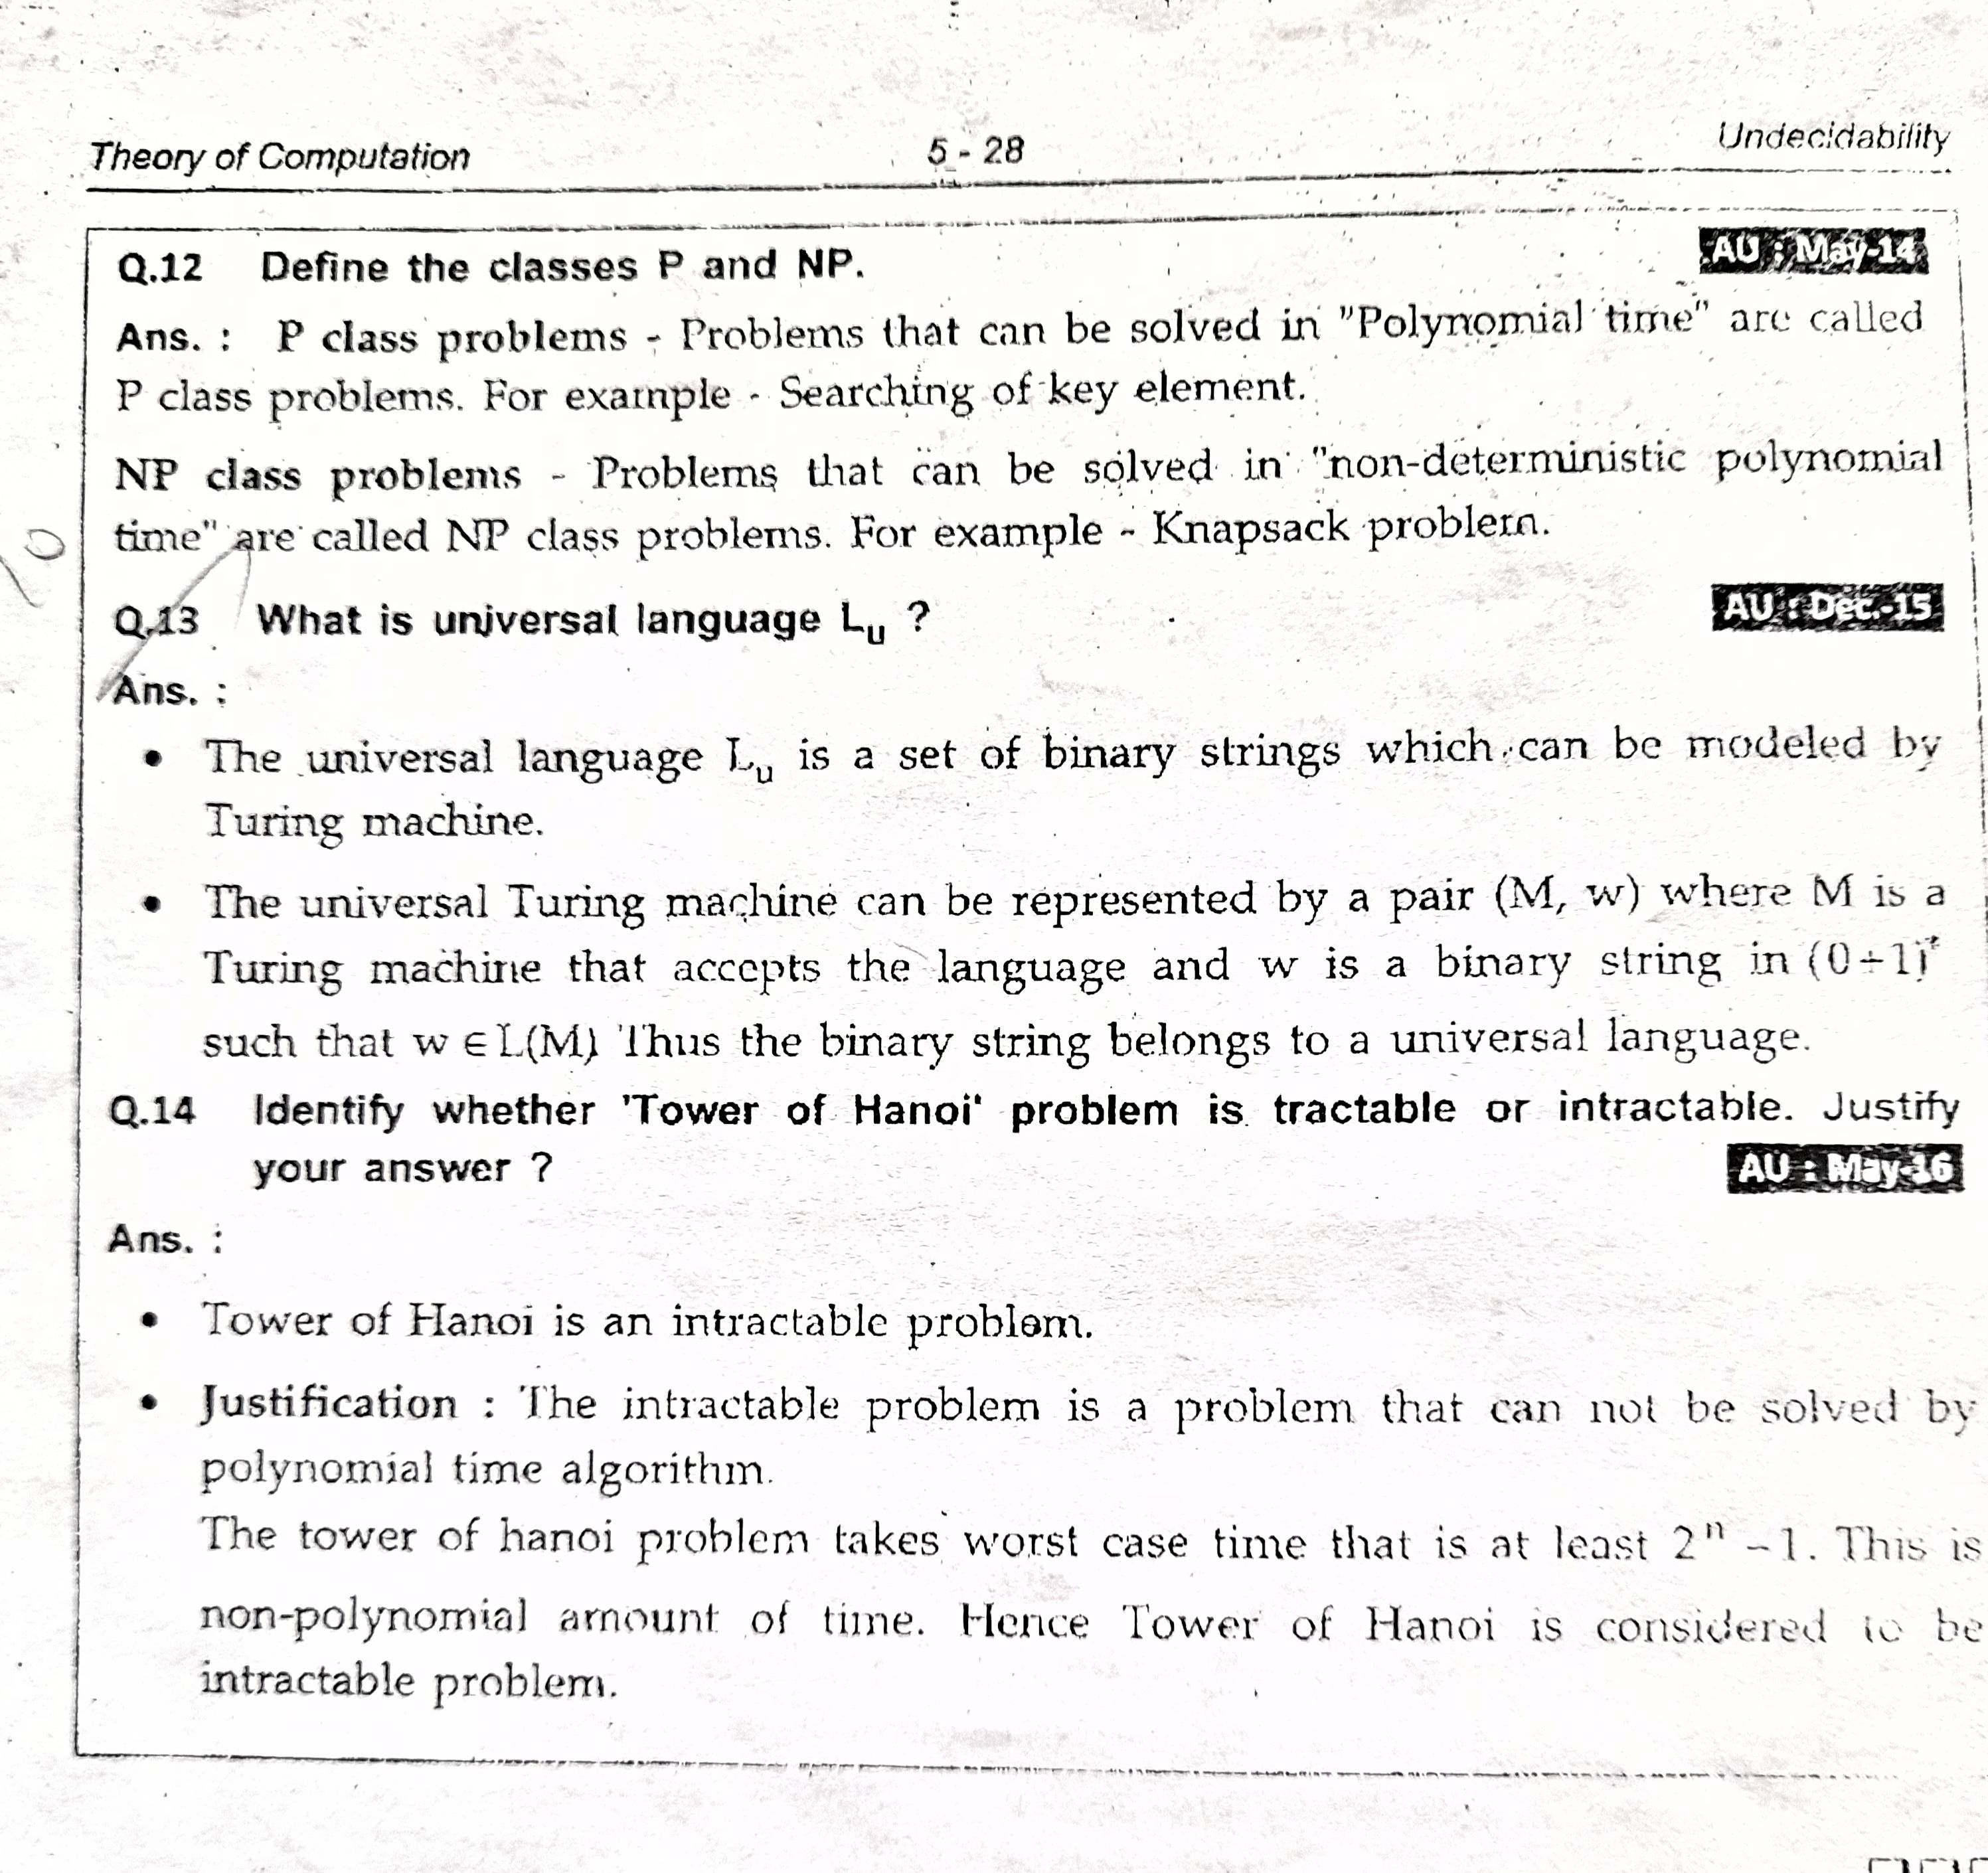 Theory of Computation 5 - 28 Undecidability
Q.12 Define the classes P and NP. AU : May-14
Ans. : P class problems - Problems that can be solved in "Polynomial time" are called
P class problems. For example - Searching of key element.
NP class problems - Problems that can be solved in "non-deterministic polynomial
time" are called NP class problems. For example - Knapsack problem.
Q.13 What is universal language Lu ? AU : Dec.-15
Ans. :
• The universal language Lu is a set of binary strings which can be modeled by
Turing machine.
• The universal Turing machine can be represented by a pair (M, w) where M is a
Turing machine that accepts the language and w is a binary string in (0+1)*
such that w ∈ L(M) Thus the binary string belongs to a universal language.
Q.14 Identify whether 'Tower of Hanoi' problem is tractable or intractable. Justify
your answer ? AU : May-16
Ans. :
• Tower of Hanoi is an intractable problem.
• Justification : The intractable problem is a problem that can not be solved by
polynomial time algorithm.
The tower of hanoi problem takes worst case time that is at least 2ⁿ – 1. This is
non-polynomial amount of time. Hence Tower of Hanoi is considered to be
intractable problem.